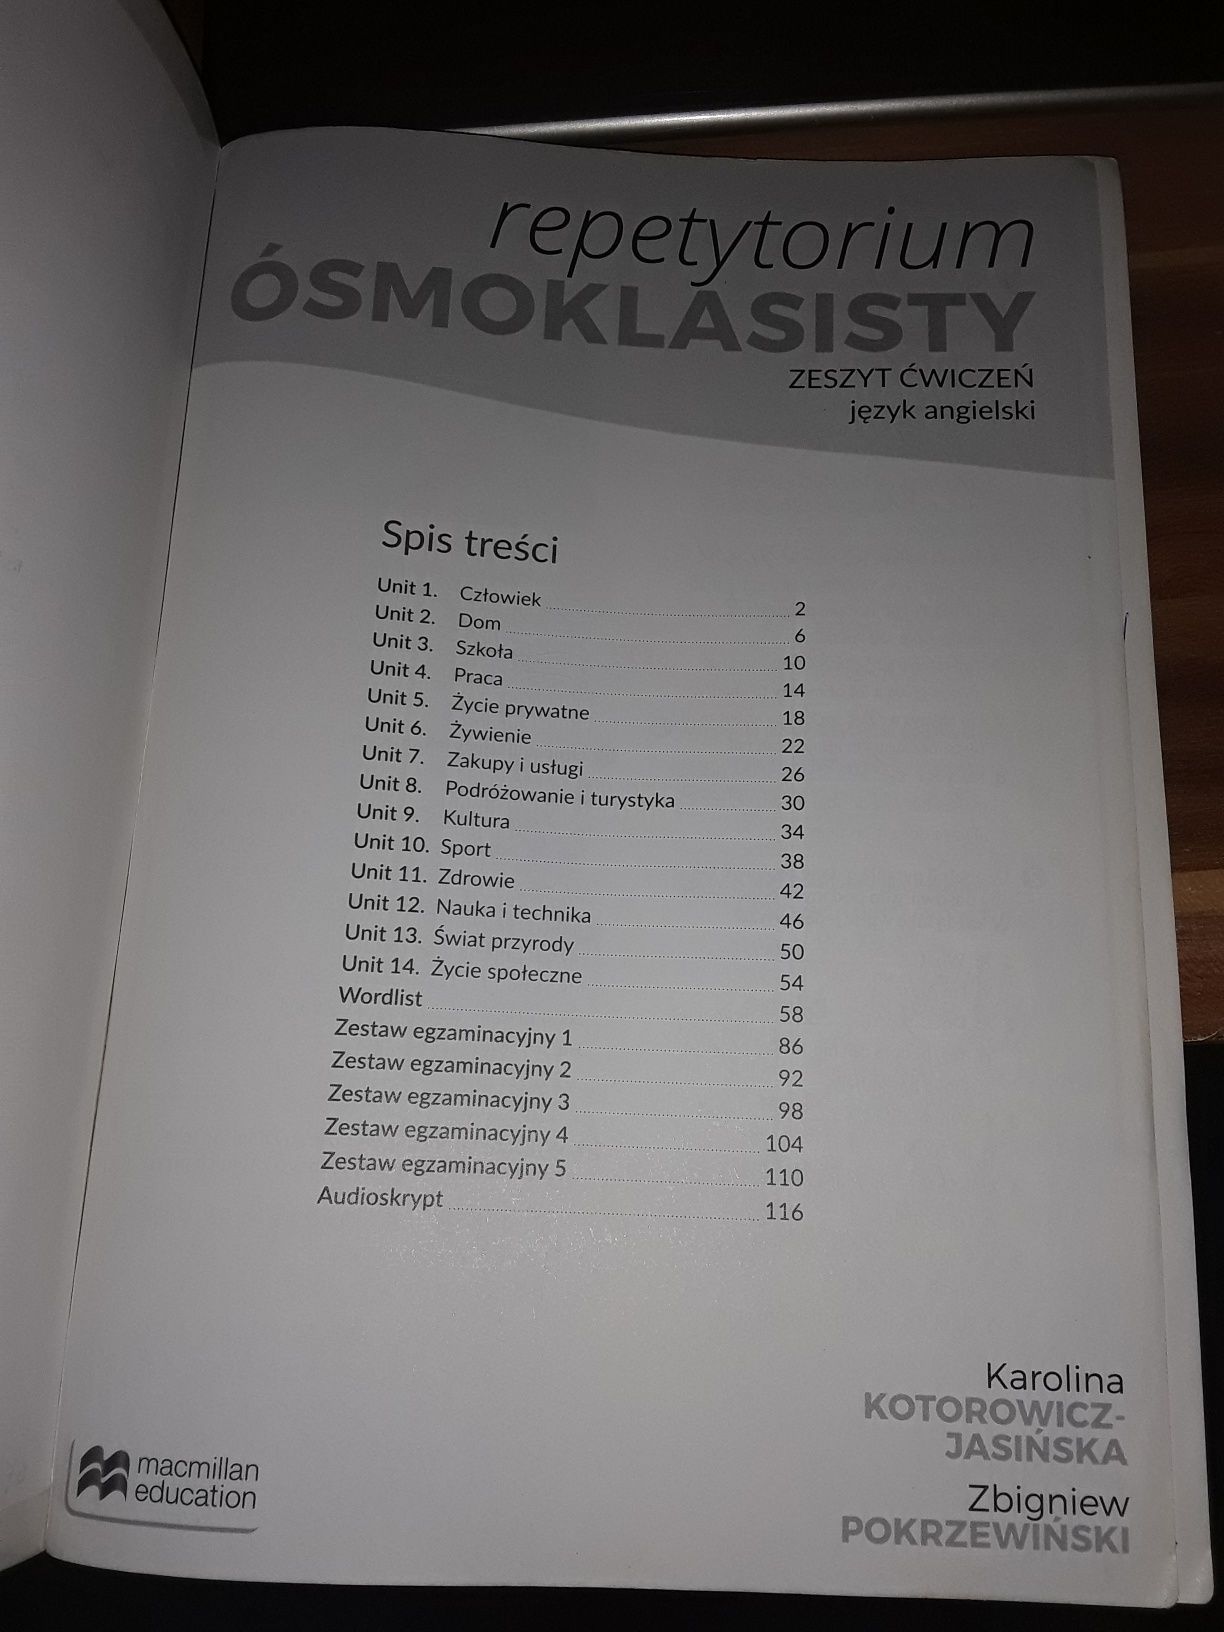 repetytorium
ÓSMOKLASISTY
ZESZYT ĆWICZEŃ
język angielski
Spis treści
Unit 1. Człowiek 2
Unit 2. Dom 6
Unit 3. Szkoła 10
Unit 4. Praca 14
Unit 5. Życie prywatne 18
Unit 6. Żywienie 22
Unit 7. Zakupy i usługi 26
Unit 8. Podróżowanie i turystyka 30
Unit 9. Kultura 34
Unit 10. Sport 38
Unit 11. Zdrowie 42
Unit 12. Nauka i technika 46
Unit 13. Świat przyrody 50
Unit 14. Życie społeczne 54
Wordlist 58
Zestaw egzaminacyjny 1 86
Zestaw egzaminacyjny 2 92
Zestaw egzaminacyjny 3 98
Zestaw egzaminacyjny 4 104
Zestaw egzaminacyjny 5 110
Audioskrypt 116
Karolina
KOTOROWICZ-
JASIŃSKA
Zbigniew
POKRZEWIŃSKI
macmillan
education